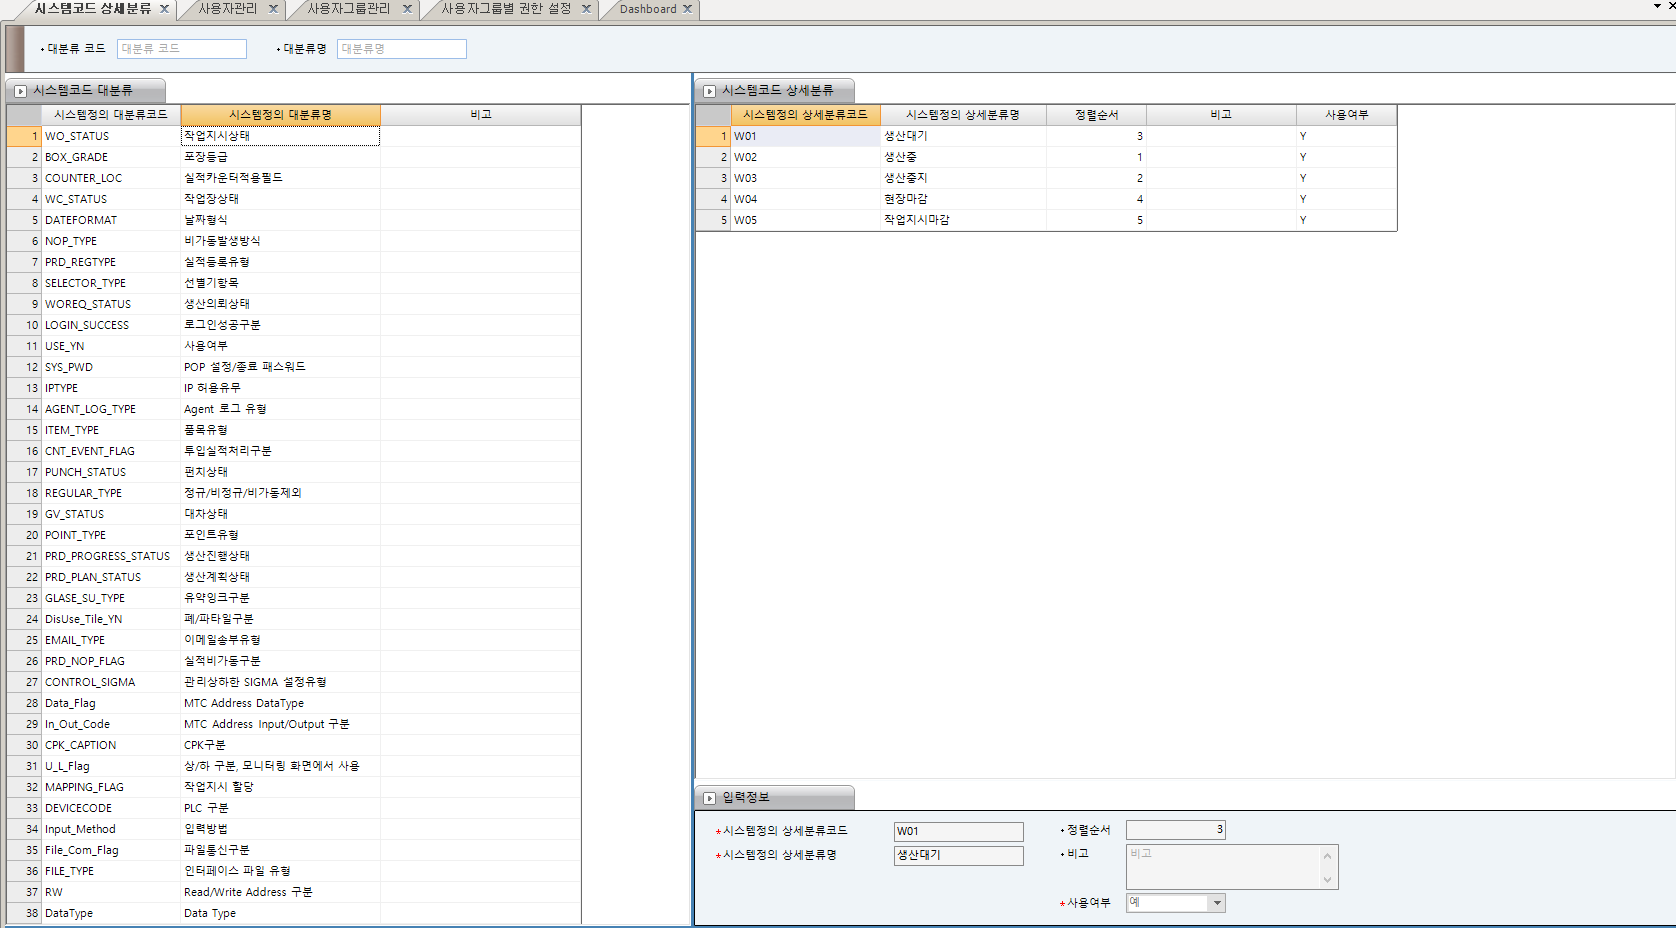 시스템코드 상세분류 사용자관리 사용자그룹관리 사용자그룹별 권한 설정 Dashboard
대분류 코드 대분류 코드 대분류명 대분류명
시스템코드 대분류
시스템정의 대분류코드 시스템정의 대분류명 비고
1 WO_STATUS 작업지시상태
2 BOX_GRADE 포장등급
3 COUNTER_LOC 실적카운터적용필드
4 WC_STATUS 작업장상태
5 DATEFORMAT 날짜형식
6 NOP_TYPE 비가동발생방식
7 PRD_REGTYPE 실적등록유형
8 SELECTOR_TYPE 선별기항목
9 WOREQ_STATUS 생산의뢰상태
10 LOGIN_SUCCESS 로그인성공구분
11 USE_YN 사용여부
12 SYS_PWD POP 설정/종료 패스워드
13 IPTYPE IP 허용유무
14 AGENT_LOG_TYPE Agent 로그 유형
15 ITEM_TYPE 품목유형
16 CNT_EVENT_FLAG 투입실적처리구분
17 PUNCH_STATUS 펀치상태
18 REGULAR_TYPE 정규/비정규/비가동제외
19 GV_STATUS 대차상태
20 POINT_TYPE 포인트유형
21 PRD_PROGRESS_STATUS 생산진행상태
22 PRD_PLAN_STATUS 생산계획상태
23 GLASE_SU_TYPE 유약잉크구분
24 DisUse_Tile_YN 폐/파타일구분
25 EMAIL_TYPE 이메일송부유형
26 PRD_NOP_FLAG 실적비가동구분
27 CONTROL_SIGMA 관리상하한 SIGMA 설정유형
28 Data_Flag MTC Address DataType
29 In_Out_Code MTC Address Input/Output 구분
30 CPK_CAPTION CPK구분
31 U_L_Flag 상/하 구분, 모니터링 화면에서 사용
32 MAPPING_FLAG 작업지시 할당
33 DEVICECODE PLC 구분
34 Input_Method 입력방법
35 File_Com_Flag 파일통신구분
36 FILE_TYPE 인터페이스 파일 유형
37 RW Read/Write Address 구분
38 DataType Data Type
시스템코드 상세분류
시스템정의 상세분류코드 시스템정의 상세분류명 정렬순서 비고 사용여부
1 W01 생산대기 3 Y
2 W02 생산중 1 Y
3 W03 생산중지 2 Y
4 W04 현장마감 4 Y
5 W05 작업지시마감 5 Y
입력정보
*시스템정의 상세분류코드 W01 정렬순서 3
*시스템정의 상세분류명 생산대기 비고 비고
*사용여부 예